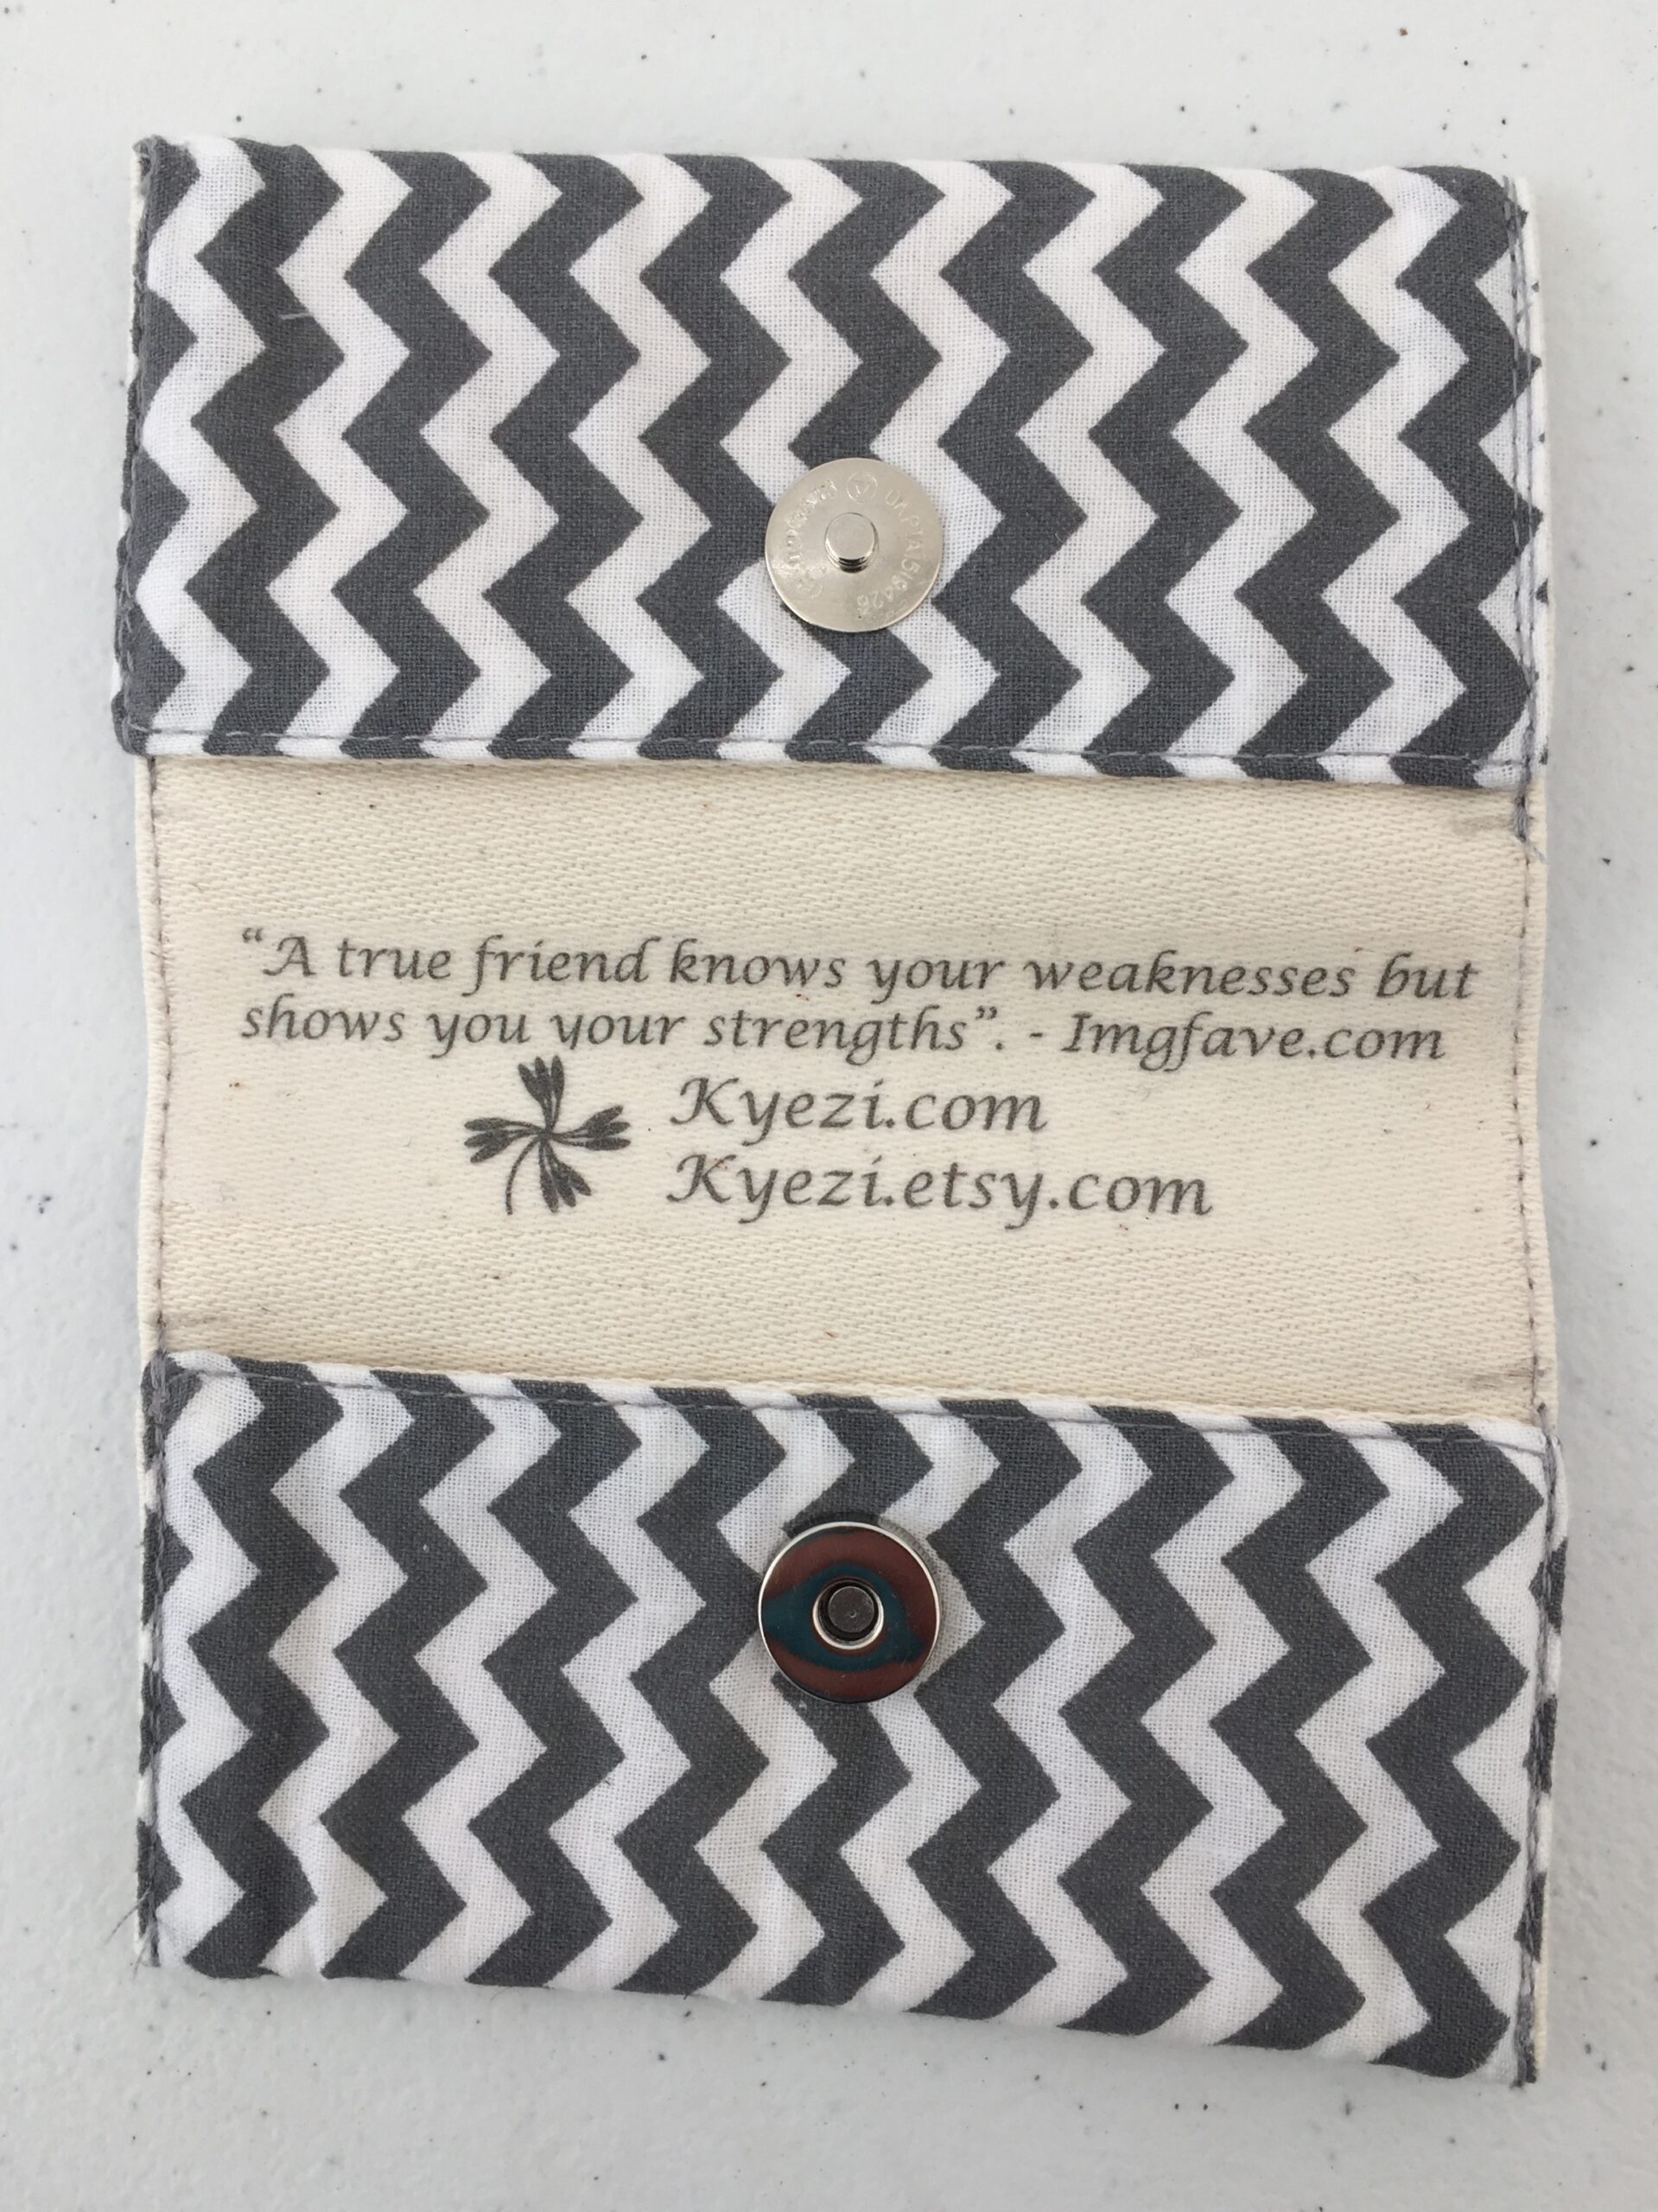 “A true friend knows your weaknesses but
shows you your strengths”. - Imgfave.com
Kyezi.com
Kyezi.etsy.com